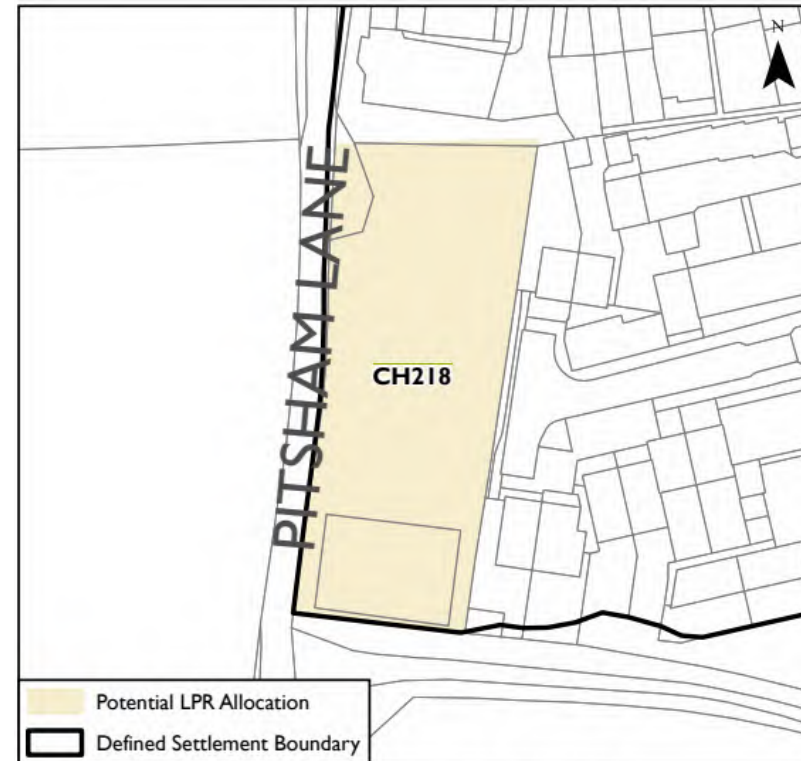 N
PITSHAM LANE
CH218
Potential LPR Allocation
Defined Settlement Boundary